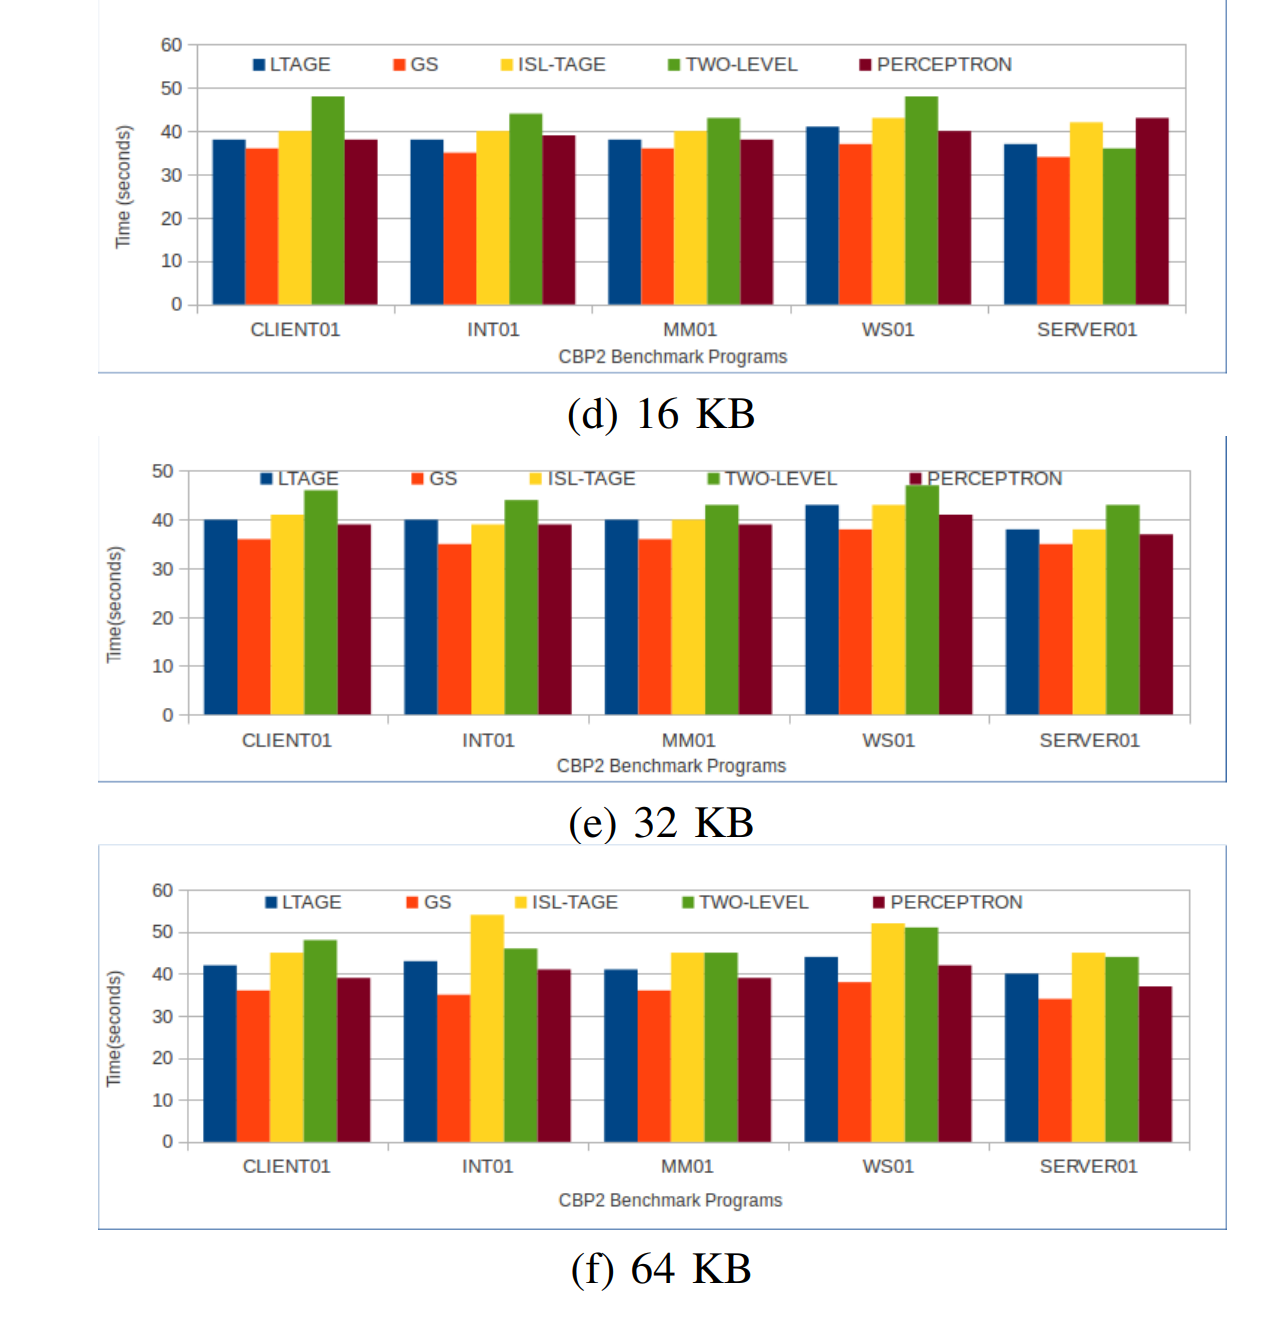 60
LTAGE GS ISL-TAGE TWO-LEVEL PERCEPTRON
50
40
30
20
10
0
Time (seconds)
CLIENT01 INT01 MM01 WS01 SERVER01
CBP2 Benchmark Programs
(d) 16 KB
50
LTAGE GS ISL-TAGE TWO-LEVEL PERCEPTRON
40
30
20
10
0
Time(seconds)
CLIENT01 INT01 MM01 WS01 SERVER01
CBP2 Benchmark Programs
(e) 32 KB
60
LTAGE GS ISL-TAGE TWO-LEVEL PERCEPTRON
50
40
30
20
10
0
Time(seconds)
CLIENT01 INT01 MM01 WS01 SERVER01
CBP2 Benchmark Programs
(f) 64 KB